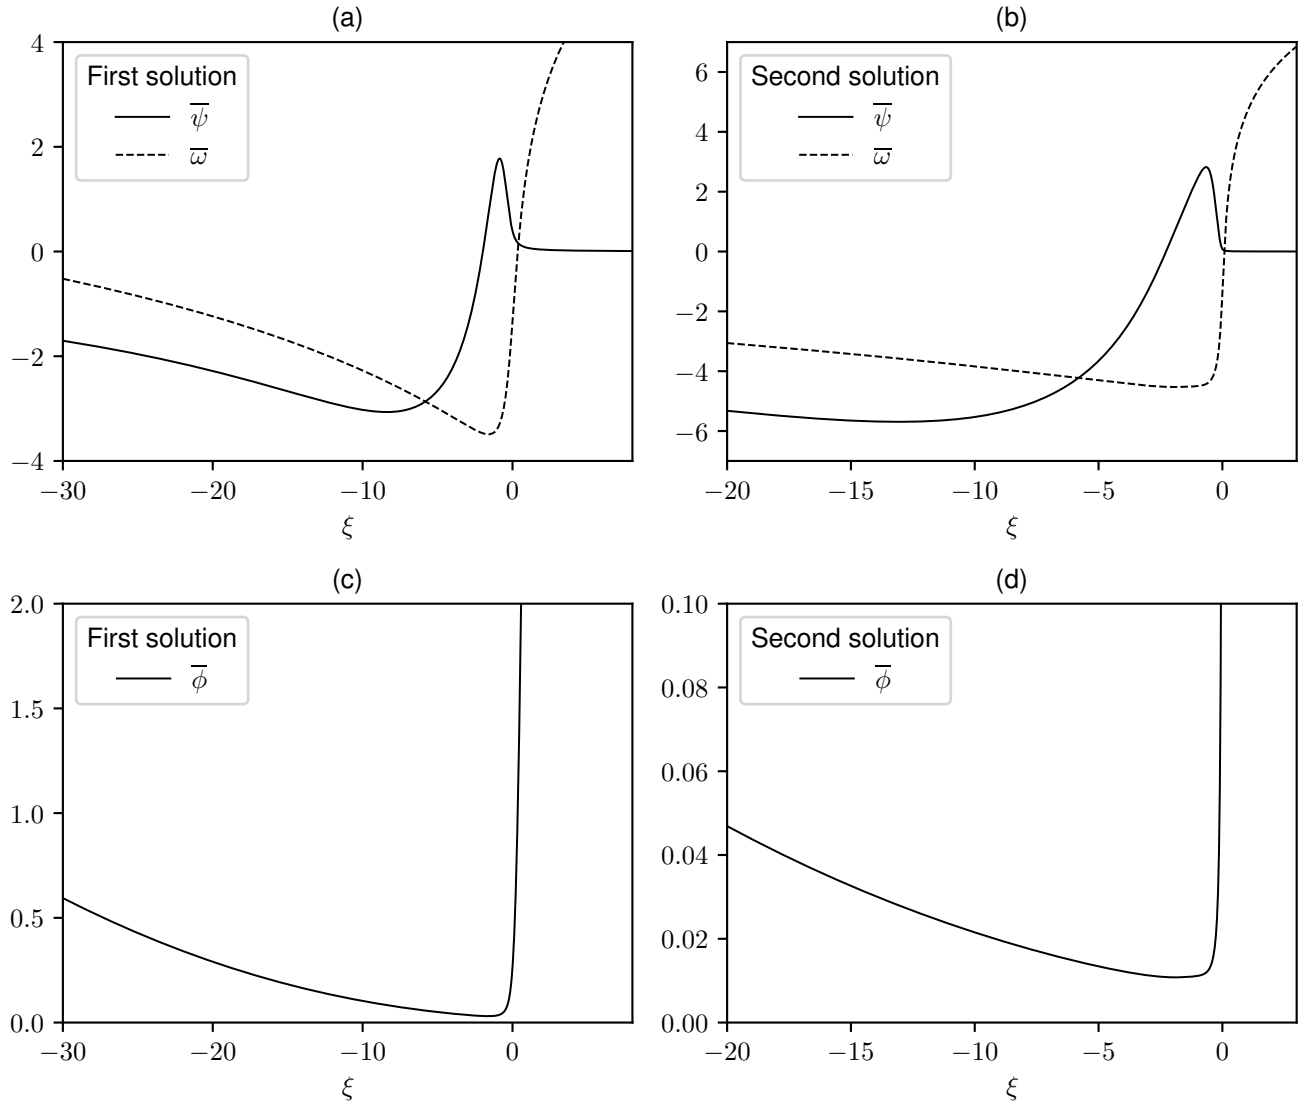 (a)
4
2
0
−2
−4
First solution
ψ̅
ω̅
−30 −20 −10 0
ξ
(b)
6
4
2
0
−2
−4
−6
Second solution
ψ̅
ω̅
−20 −15 −10 −5 0
ξ
(c)
2.0
1.5
1.0
0.5
0.0
First solution
ϕ̅
−30 −20 −10 0
ξ
(d)
0.10
0.08
0.06
0.04
0.02
0.00
Second solution
ϕ̅
−20 −15 −10 −5 0
ξ